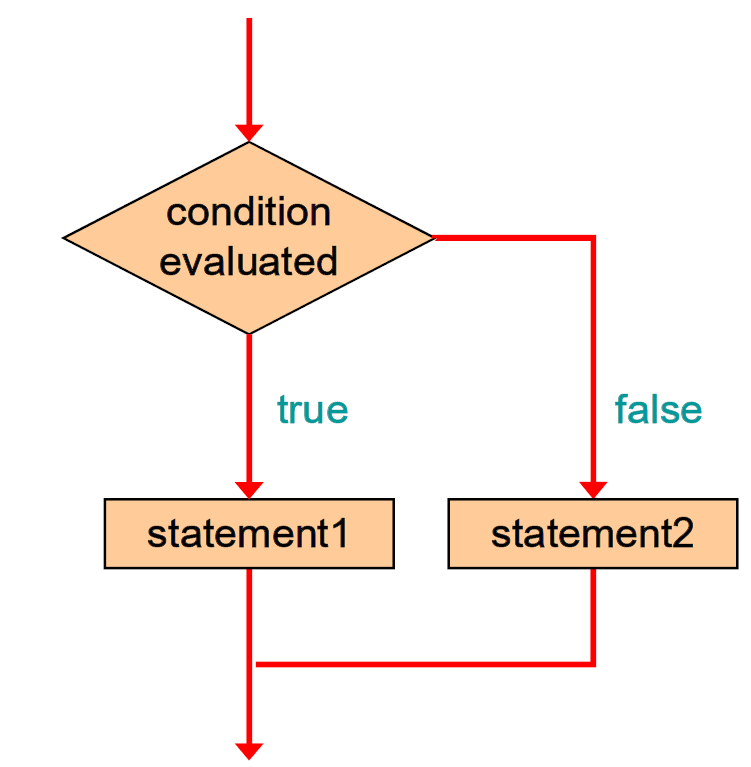 condition
evaluated
true
false
statement1
statement2